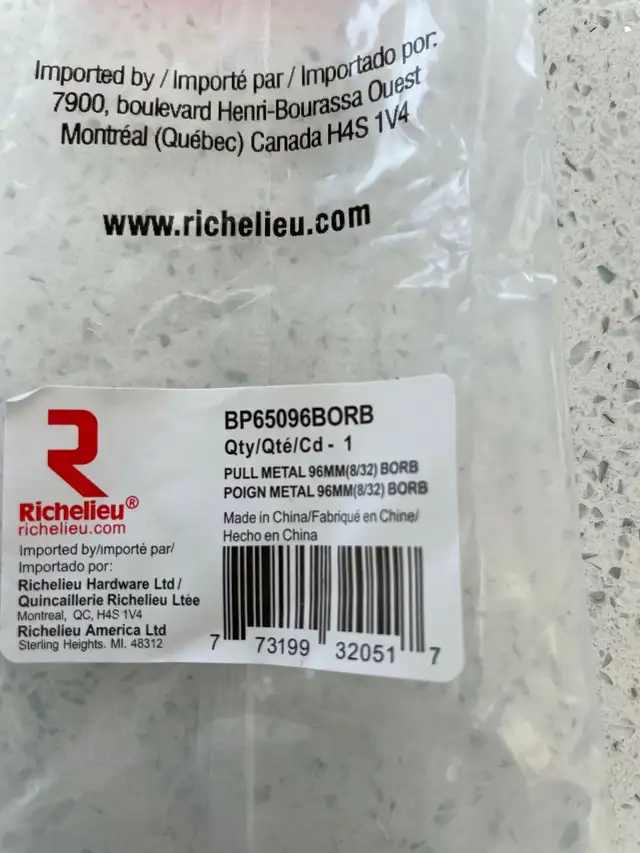 Imported by / Importé par / Importado por:
7900, boulevard Henri-Bourassa Ouest
Montréal (Québec) Canada H4S 1V4
www.richelieu.com
Richelieu®
richelieu.com
Imported by/importé par/
Importado por:
Richelieu Hardware Ltd /
Quincaillerie Richelieu Ltée
Montreal, QC, H4S 1V4
Richelieu America Ltd
Sterling Heights. MI. 48312
BP65096BORB
Qty/Qté/Cd - 1
PULL METAL 96MM(8/32) BORB
POIGN METAL 96MM(8/32) BORB
Made in China/Fabriqué en Chine/
Hecho en China
7 73199 32051 7